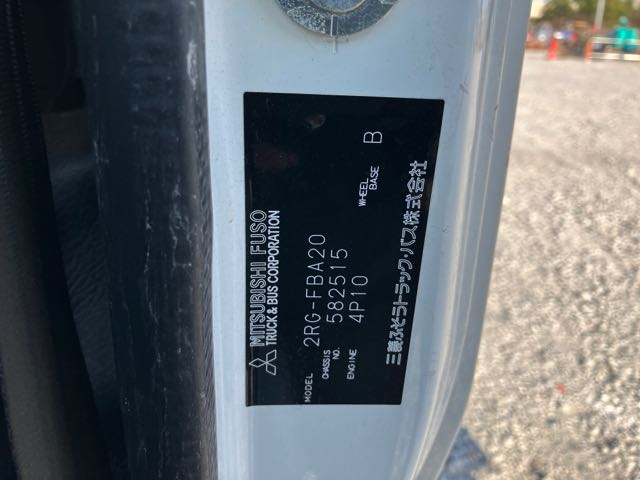 MITSUBISHI FUSO
TRUCK & BUS CORPORATION
MODEL 2RG-FBA20
CHASSIS NO. 582515
ENGINE 4P10 WHEEL BASE B
三菱ふそうトラック・バス株式会社